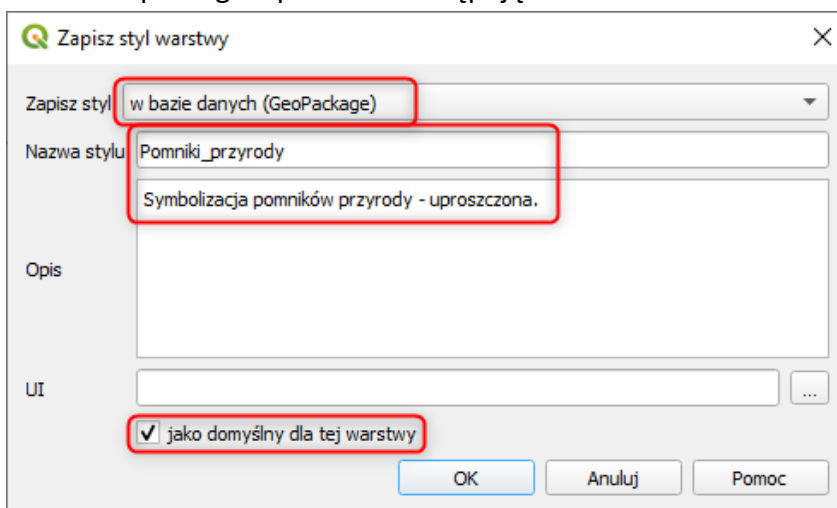 Zapisz styl warstwy
Zapisz styl w bazie danych (GeoPackage)
Nazwa stylu Pomniki_przyrody
Symbolizacja pomników przyrody - uproszczona.
Opis
UI ...
jako domyślny dla tej warstwy
OK Anuluj Pomoc